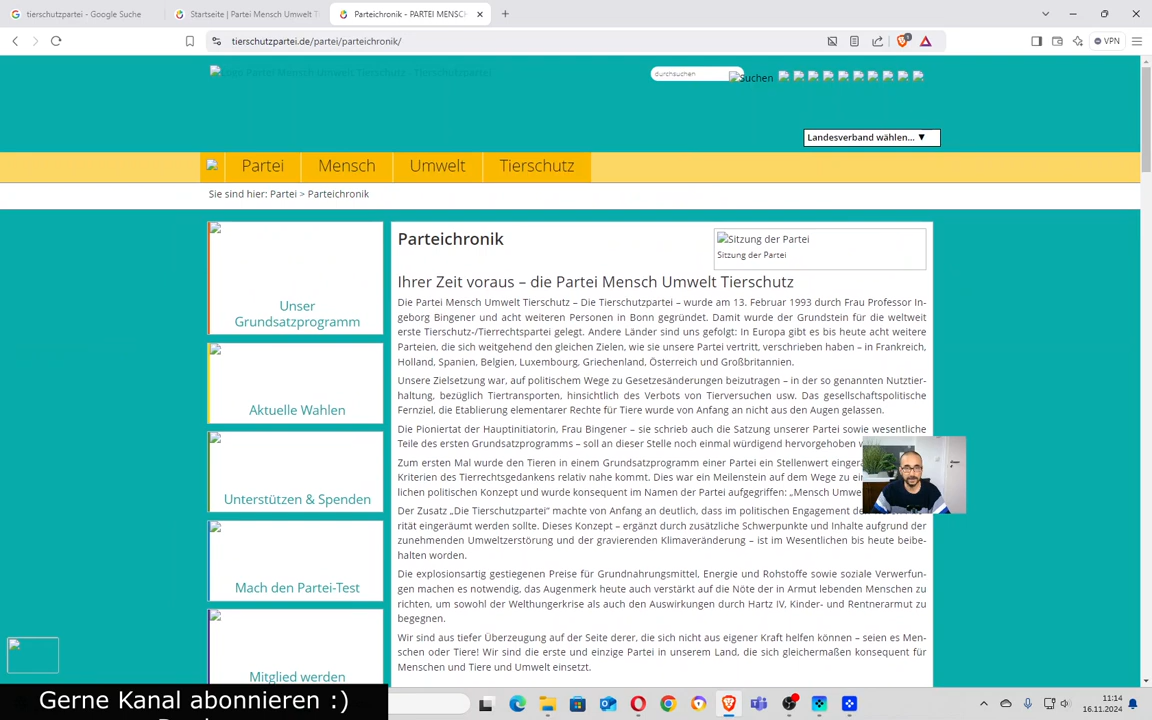 tierschutzpartei - Google Suche
Startseite | Partei Mensch Umwelt T
Parteichronik - PARTEI MENSCH
tierschutzpartei.de/partei/parteichronik/
VPN
durchsuchen
Suchen
Landesverband wählen... ▼
Partei
Mensch
Umwelt
Tierschutz
Sie sind hier: Partei > Parteichronik
Unser
Grundsatzprogramm
Aktuelle Wahlen
Unterstützen & Spenden
Mach den Partei-Test
Mitglied werden
Parteichronik
Sitzung der Partei
Sitzung der Partei
Ihrer Zeit voraus – die Partei Mensch Umwelt Tierschutz
Die Partei Mensch Umwelt Tierschutz – Die Tierschutzpartei – wurde am 13. Februar 1993 durch Frau Professor In-
geborg Bingener und acht weiteren Personen in Bonn gegründet. Damit wurde der Grundstein für die weltweit
erste Tierschutz-/Tierrechtspartei gelegt. Andere Länder sind uns gefolgt: In Europa gibt es bis heute acht weitere
Parteien, die sich weitgehend den gleichen Zielen, wie sie unsere Partei vertritt, verschrieben haben – in Frankreich,
Holland, Spanien, Belgien, Luxembourg, Griechenland, Österreich und Großbritannien.
Unsere Zielsetzung war, auf politischem Wege zu Gesetzesänderungen beizutragen – in der so genannten Nutztier-
haltung, bezüglich Tiertransporten, hinsichtlich des Verbots von Tierversuchen usw. Das gesellschaftspolitische
Fernziel, die Etablierung elementarer Rechte für Tiere wurde von Anfang an nicht aus den Augen gelassen.
Die Pioniertat der Hauptinitiatorin, Frau Bingener – sie schrieb auch die Satzung unserer Partei sowie wesentliche
Teile des ersten Grundsatzprogramms – soll an dieser Stelle noch einmal würdigend hervorgehoben
Zum ersten Mal wurde den Tieren in einem Grundsatzprogramm einer Partei ein Stellenwert
Kriterien des Tierrechtsgedankens relativ nahe kommt. Dies war ein Meilenstein auf dem Wege zu
lichen politischen Konzept und wurde konsequent im Namen der Partei aufgegriffen: „Mensch
Der Zusatz „Die Tierschutzpartei" machte von Anfang an deutlich, dass im politischen Engagement
rität eingeräumt werden sollte. Dieses Konzept – ergänzt durch zusätzliche Schwerpunkte und Inhalte aufgrund der
zunehmenden Umweltzerstörung und der gravierenden Klimaveränderung – ist im Wesentlichen bis heute beibe-
halten worden.
Die explosionsartig gestiegenen Preise für Grundnahrungsmittel, Energie und Rohstoffe sowie soziale Verwerfun-
gen machen es notwendig, das Augenmerk heute auch verstärkt auf die Nöte der in Armut lebenden Menschen zu
richten, um sowohl der Welthungerkrise als auch den Auswirkungen durch Hartz IV, Kinder- und Rentnerarmut zu
begegnen.
Wir sind aus tiefer Überzeugung auf der Seite derer, die sich nicht aus eigener Kraft helfen können – seien es Men-
schen oder Tiere! Wir sind die erste und einzige Partei in unserem Land, die sich gleichermaßen konsequent für
Menschen und Tiere und Umwelt einsetzt.
Gerne Kanal abonnieren :)
11:14
16.11.2024